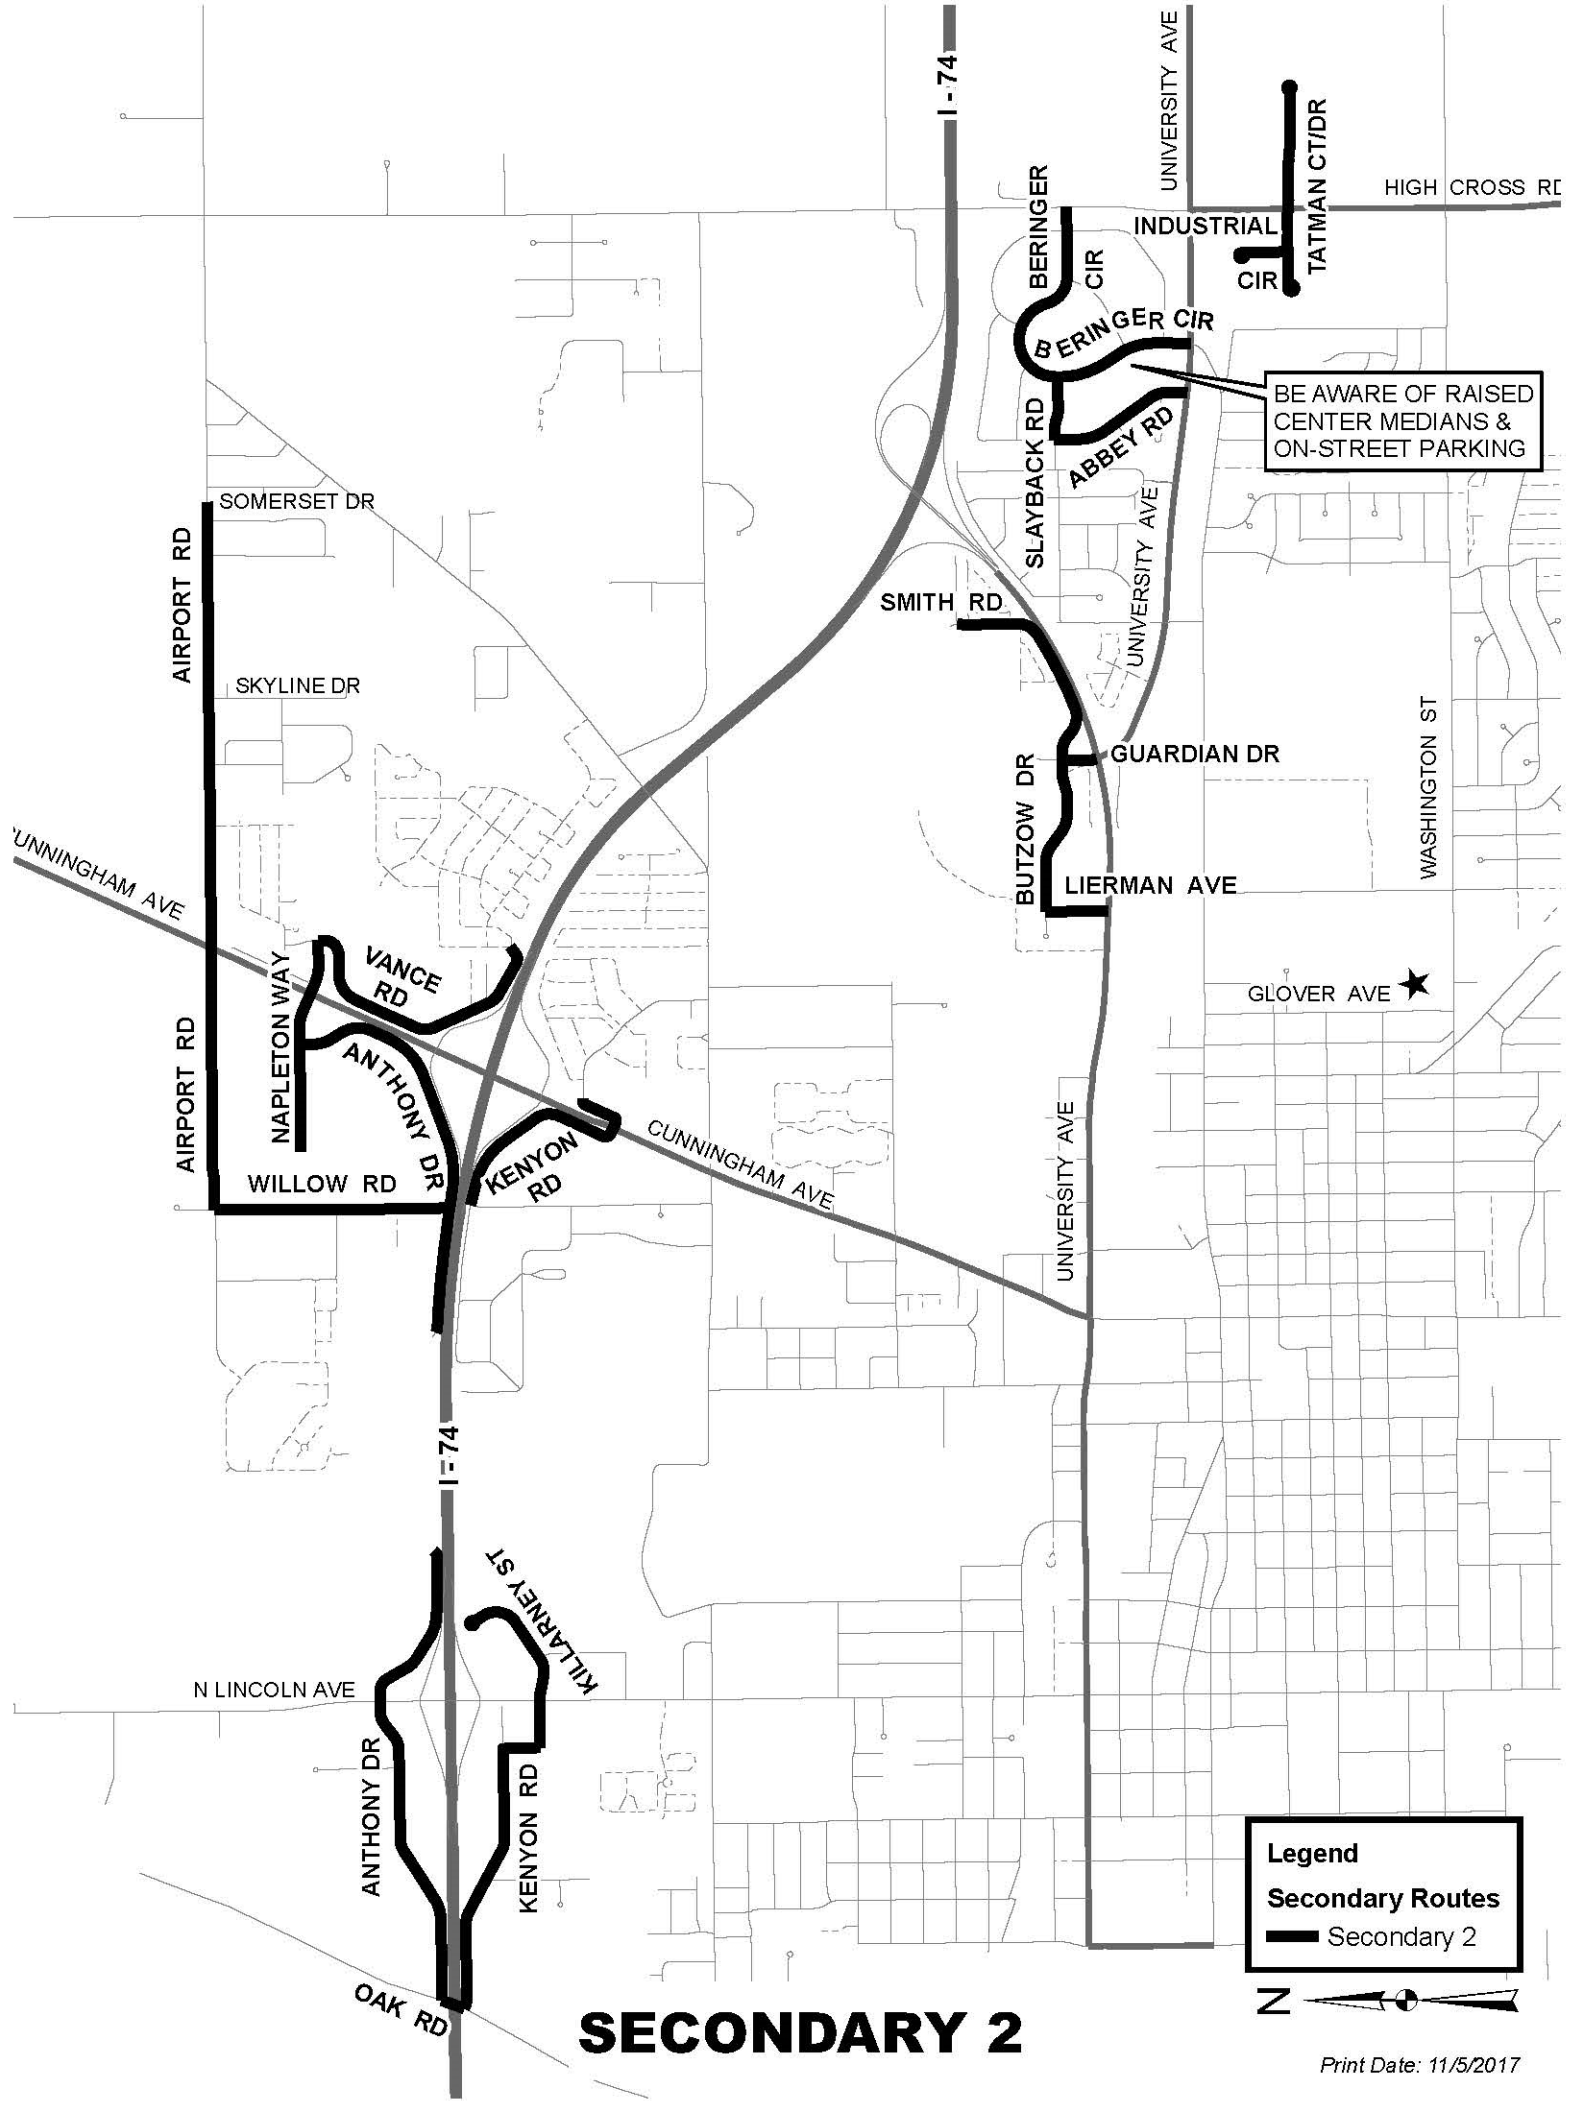 I - 74
UNIVERSITY AVE
TATMAN CT/DR
HIGH CROSS RD
BERINGER
CIR
INDUSTRIAL
CIR
BERINGER CIR
BE AWARE OF RAISED
CENTER MEDIANS &
ON-STREET PARKING
SLAYBACK RD
ABBEY RD
SOMERSET DR
AIRPORT RD
UNIVERSITY AVE
SMITH RD
SKYLINE DR
WASHINGTON ST
GUARDIAN DR
BUTZOW DR
LIERMAN AVE
UNNINGHAM AVE
NAPLETON WAY
VANCE
RD
GLOVER AVE
AIRPORT RD
ANTHONY DR
KENYON
RD
CUNNINGHAM AVE
UNIVERSITY AVE
WILLOW RD
I - 74
KILLARNEY ST
N LINCOLN AVE
ANTHONY DR
KENYON RD
OAK RD
Legend
Secondary Routes
Secondary 2
N
SECONDARY 2
Print Date: 11/5/2017